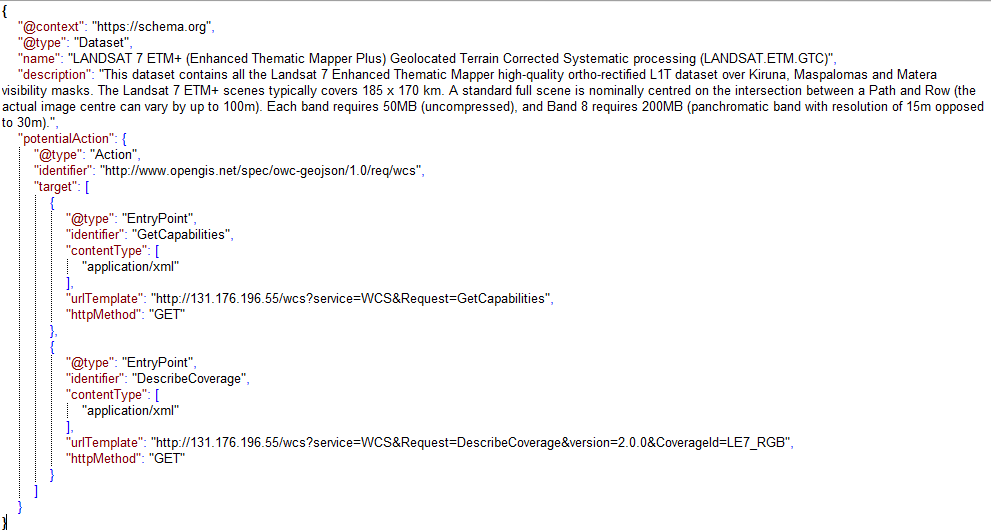 {
"@context": "https://schema.org",
"@type": "Dataset",
"name": "LANDSAT 7 ETM+ (Enhanced Thematic Mapper Plus) Geolocated Terrain Corrected Systematic processing (LANDSAT.ETM.GTC)",
"description": "This dataset contains all the Landsat 7 Enhanced Thematic Mapper high-quality ortho-rectified L1T dataset over Kiruna, Maspalomas and Matera
visibility masks. The Landsat 7 ETM+ scenes typically covers 185 x 170 km. A standard full scene is nominally centred on the intersection between a Path and Row (the
actual image centre can vary by up to 100m). Each band requires 50MB (uncompressed), and Band 8 requires 200MB (panchromatic band with resolution of 15m opposed
to 30m).",
"potentialAction": {
"@type": "Action",
"identifier": "http://www.opengis.net/spec/owc-geojson/1.0/req/wcs",
"target": [
{
"@type": "EntryPoint",
"identifier": "GetCapabilities",
"contentType": [
"application/xml"
],
"urlTemplate": "http://131.176.196.55/wcs?service=WCS&Request=GetCapabilities",
"httpMethod": "GET"
},
{
"@type": "EntryPoint",
"identifier": "DescribeCoverage",
"contentType": [
"application/xml"
],
"urlTemplate": "http://131.176.196.55/wcs?service=WCS&Request=DescribeCoverage&version=2.0.0&CoverageId=LE7_RGB",
"httpMethod": "GET"
}
]
}
}